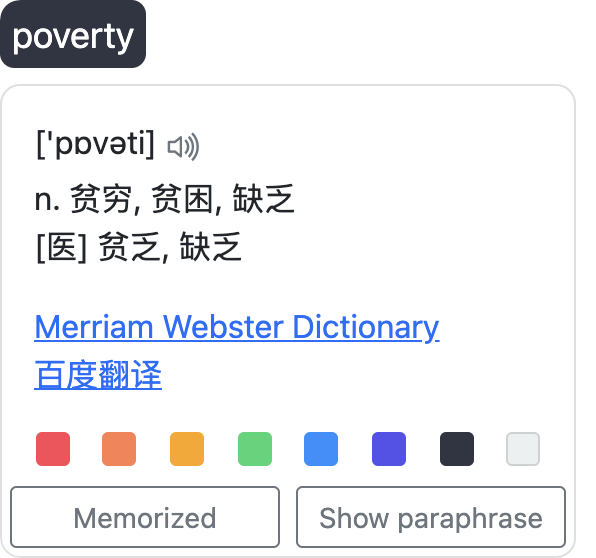 poverty
['pɒvəti]
n. 贫穷, 贫困, 缺乏
[医] 贫乏, 缺乏
Merriam Webster Dictionary
百度翻译
Memorized
Show paraphrase